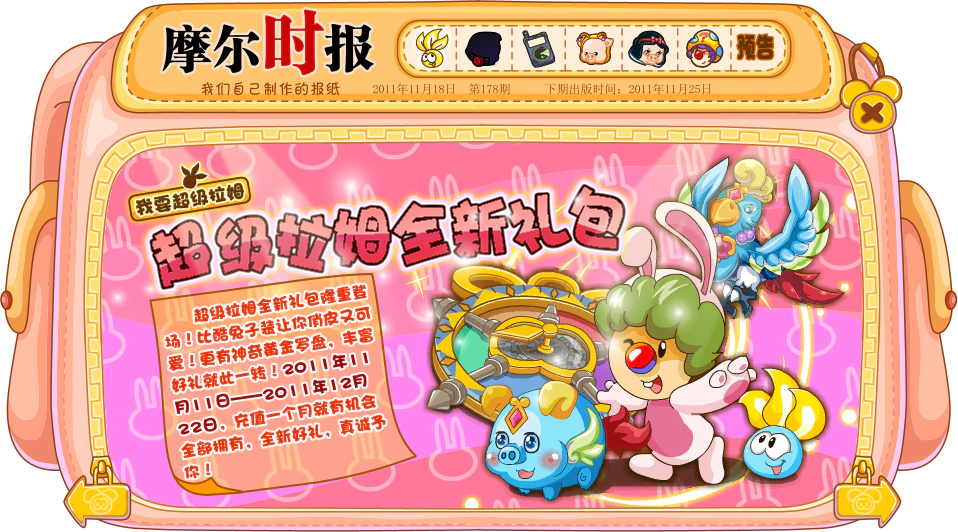 摩尔时报
预告
我们自己制作的报纸 2011年11月18日 第178期 下期出版时间：2011年11月25日
我要超级拉姆
超级拉姆全新礼包
超级拉姆全新礼包隆重登
场！比酷兔子装让你俏皮又可
爱！更有神奇黄金罗盘，丰富
好礼就此一转！2011年11
月11日——2011年12月
22日，充值一个月就有机会
全部拥有，全新好礼，真诚予
你！